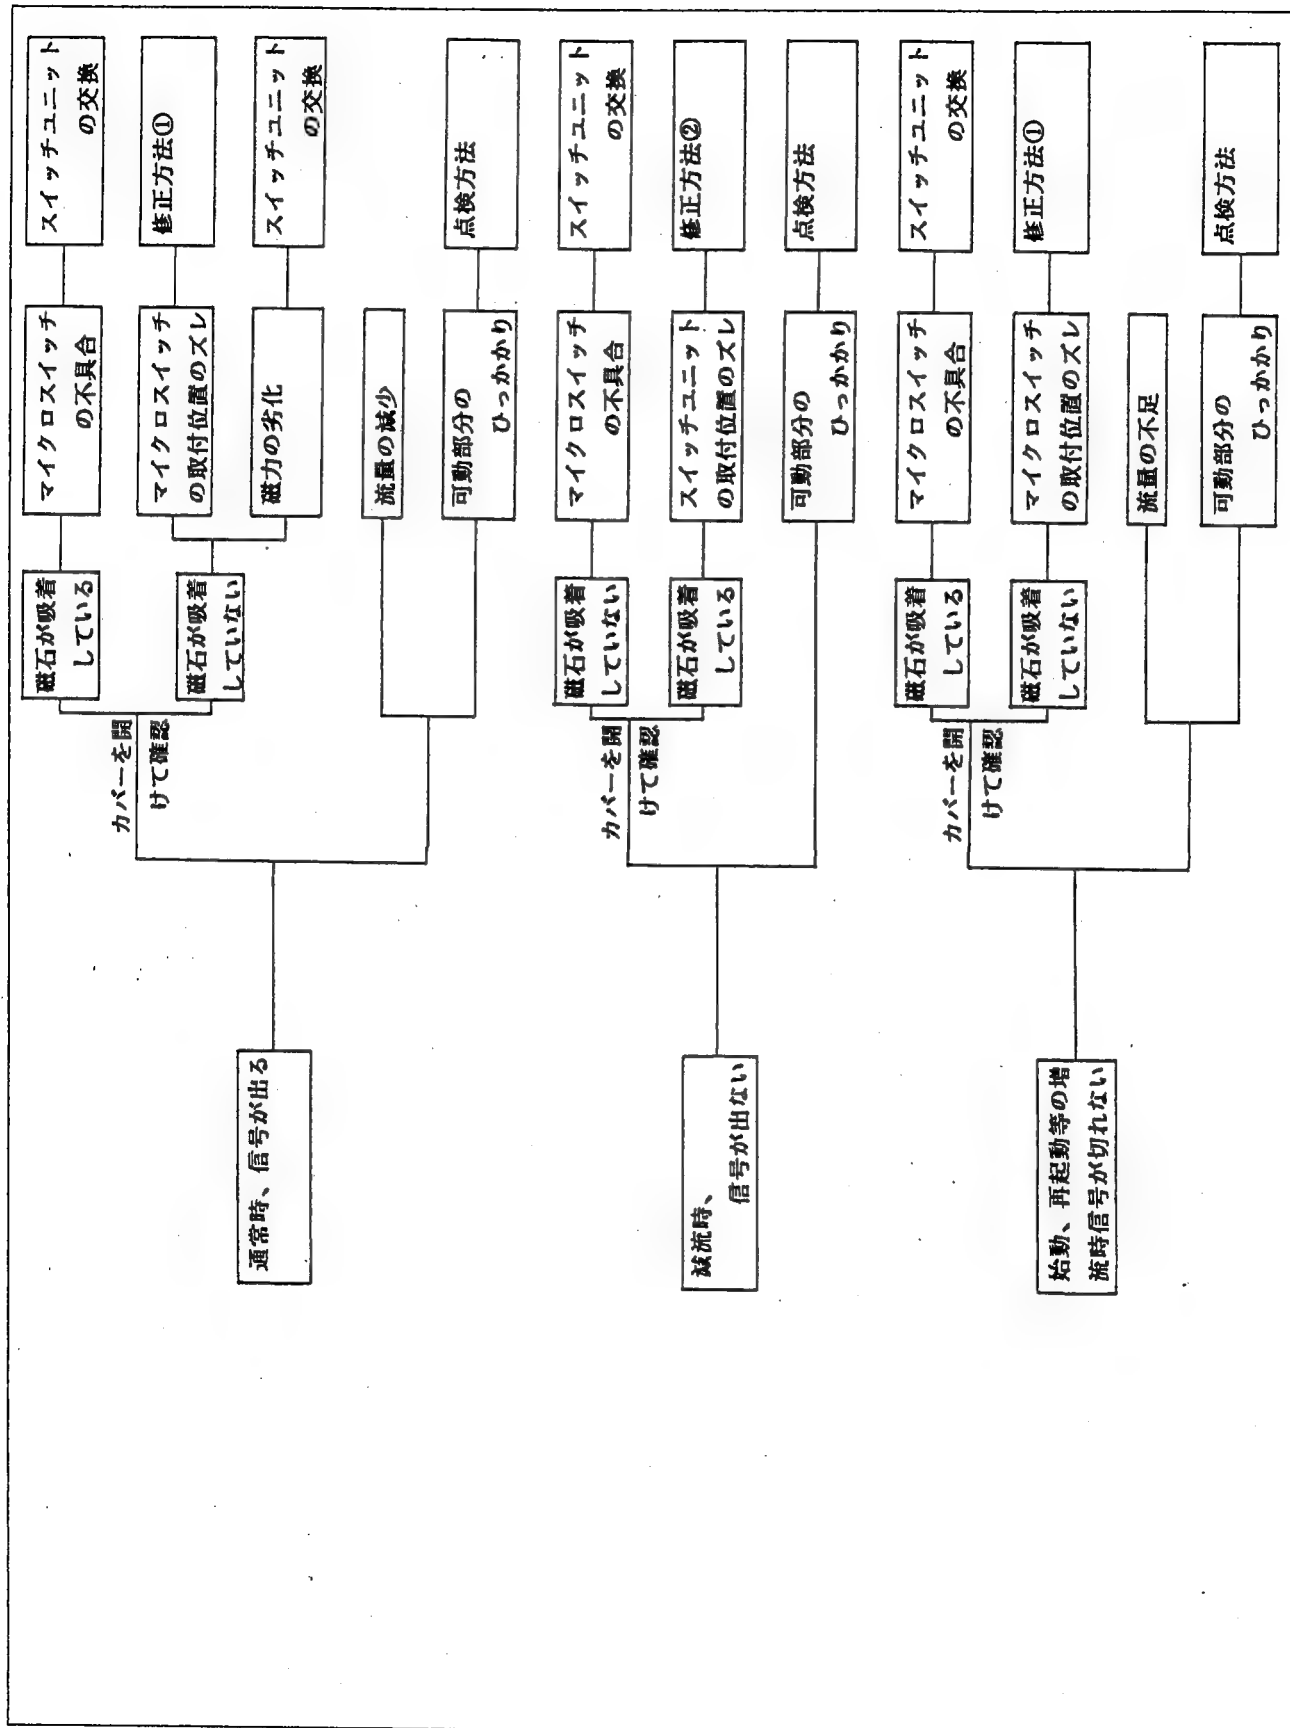 通常時、信号が出る
カバーを開
けて確認
磁石が吸着
している
マイクロスイッチ
の不具合
スイッチユニット
の交換
磁石が吸着
していない
マイクロスイッチ
の取付位置のズレ
修正方法①
磁力の劣化
スイッチユニット
の交換
流量の減少
可動部分の
ひっかかり
点検方法
減流時、
信号が出ない
カバーを開
けて確認
磁石が吸着
していない
マイクロスイッチ
の不具合
スイッチユニット
の交換
磁石が吸着
している
スイッチユニット
の取付位置のズレ
修正方法②
可動部分の
ひっかかり
点検方法
始動、再起動等の増
流時信号が切れない
カバーを開
けて確認
磁石が吸着
している
マイクロスイッチ
の不具合
スイッチユニット
の交換
磁石が吸着
していない
マイクロスイッチ
の取付位置のズレ
修正方法①
流量の不足
可動部分の
ひっかかり
点検方法